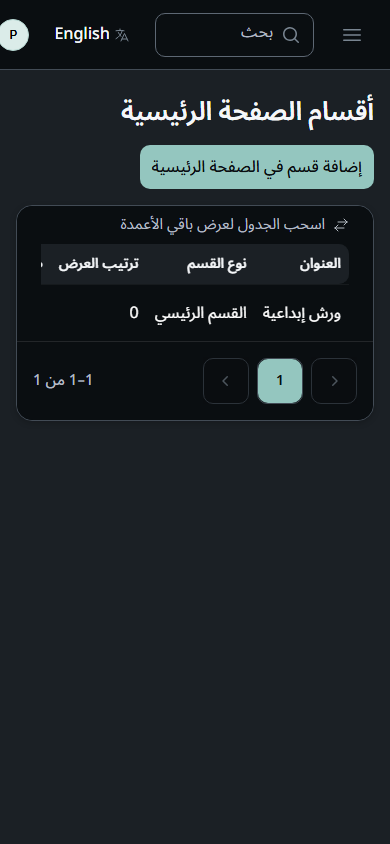 بحث
English
P
أقسام الصفحة الرئيسية
إضافة قسم في الصفحة الرئيسية
اسحب الجدول لعرض باقي الأعمدة
العنوان نوع القسم ترتيب العرض
ورش إبداعية القسم الرئيسي 0
1
1–1 من 1